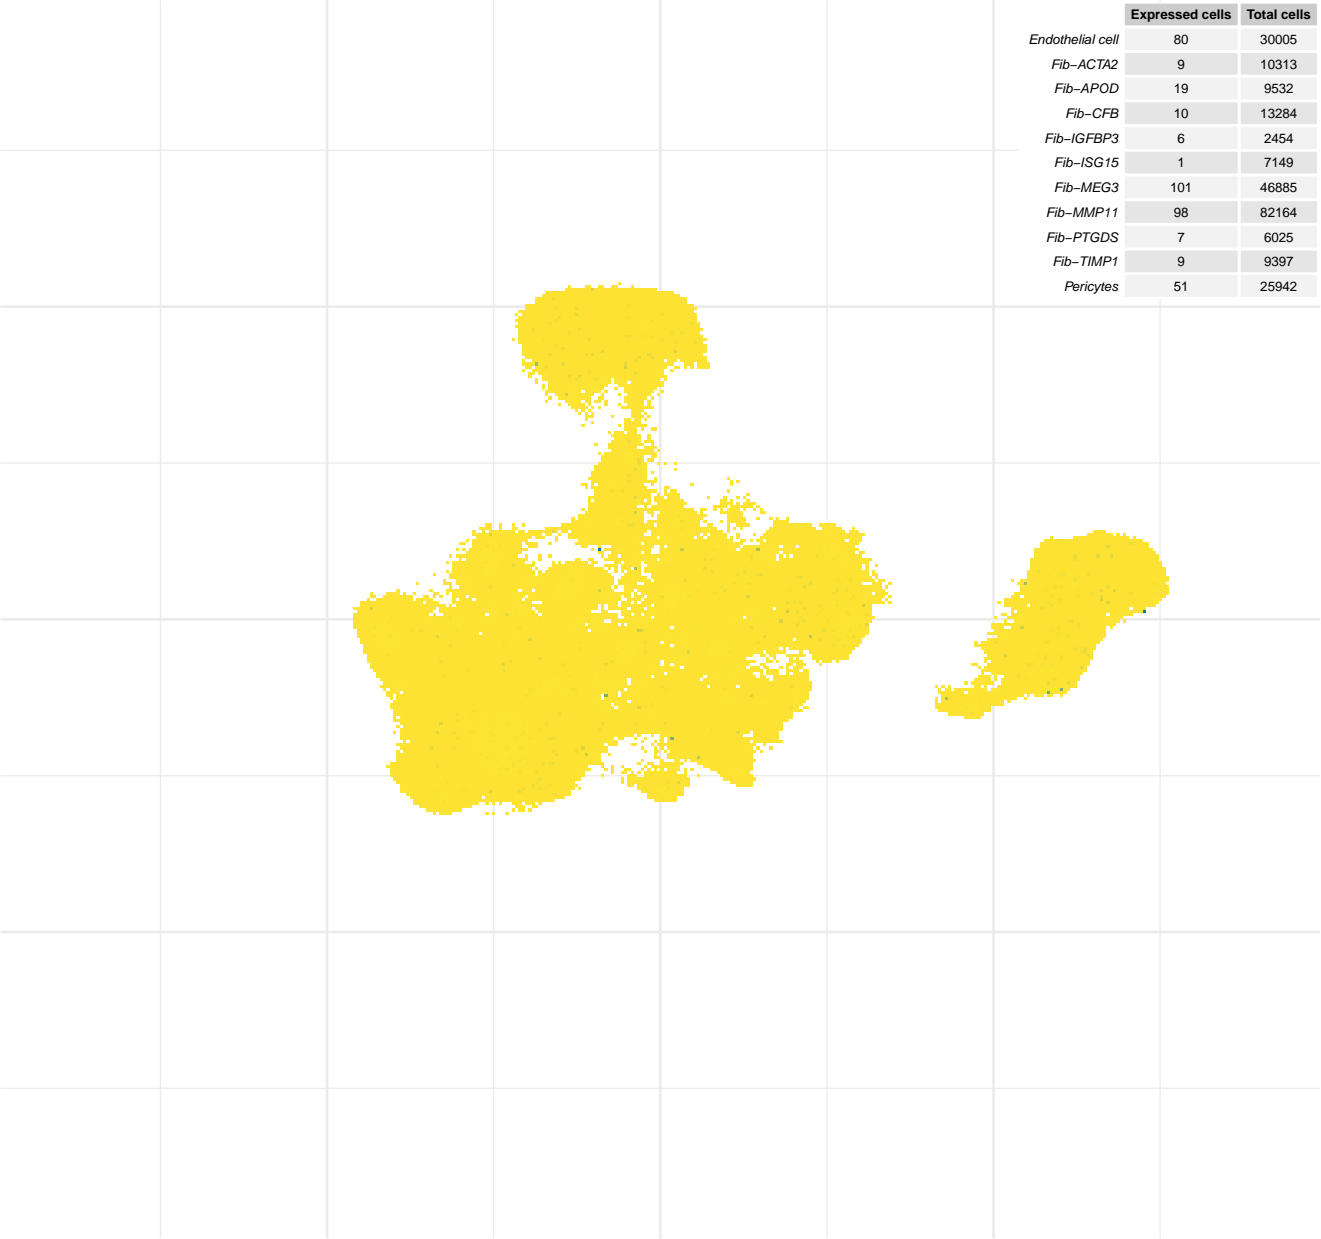 Expressed cells Total cells
Endothelial cell 80 30005
Fib−ACTA2 9 10313
Fib−APOD 19 9532
Fib−CFB 10 13284
Fib−IGFBP3 6 2454
Fib−ISG15 1 7149
Fib−MEG3 101 46885
Fib−MMP11 98 82164
Fib−PTGDS 7 6025
Fib−TIMP1 9 9397
Pericytes 51 25942